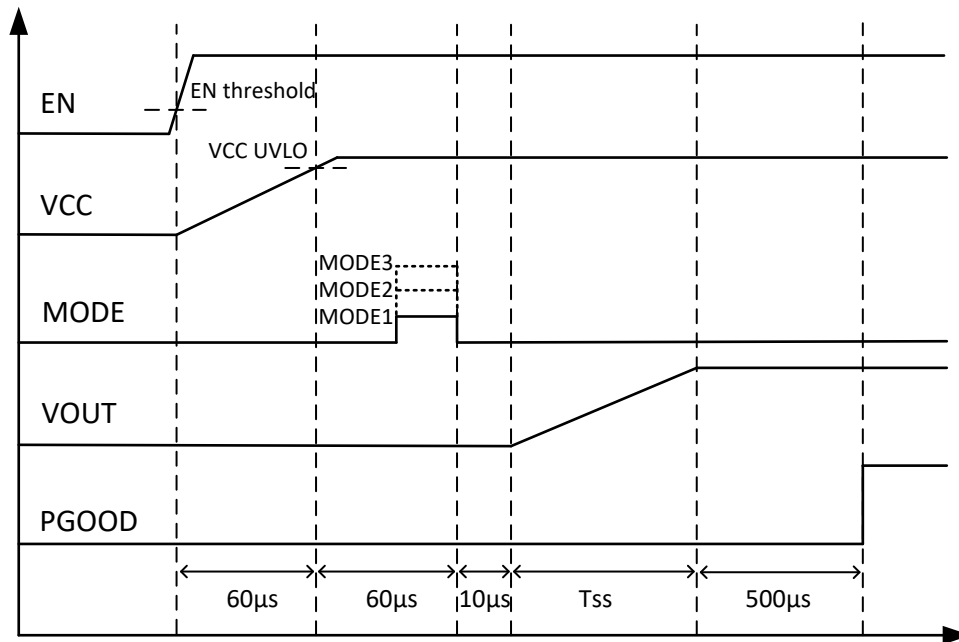 EN
EN threshold
VCC UVLO
VCC
MODE3
MODE2
MODE1
MODE
VOUT
PGOOD
60µs
60µs
10µs
Tss
500µs